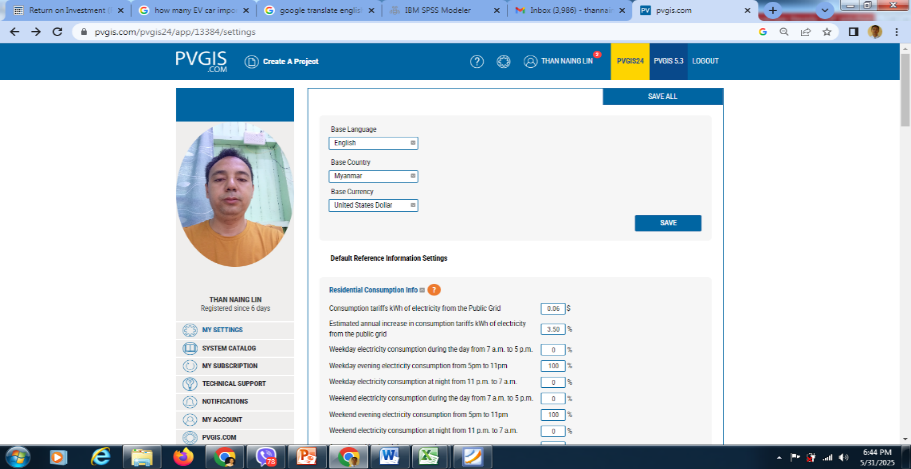 Return on Investment (
how many EV car impo
google translate englis
IBM SPSS Modeler
Inbox (3,986) - thannai
pvgis.com
pvgis.com/pvgis24/app/13384/settings
PVGIS
.COM
Create A Project
THAN NAING LIN
PVGIS24
PVGIS 5.3
LOGOUT
SAVE ALL
Base Language
English
Base Country
Myanmar
Base Currency
United States Dollar
SAVE
Default Reference Information Settings
Residential Consumption Info
Consumption tariffs kWh of electricity from the Public Grid 0.06 $
Estimated annual increase in consumption tariffs kWh of electricity
from the public grid 3.50 %
Weekday electricity consumption during the day from 7 a.m. to 5 p.m. 0 %
Weekday evening electricity consumption from 5pm to 11pm 100 %
Weekday electricity consumption at night from 11 p.m. to 7 a.m. 0 %
Weekend electricity consumption during the day from 7 a.m. to 5 p.m. 0 %
Weekend evening electricity consumption from 5pm to 11pm 100 %
Weekend electricity consumption at night from 11 p.m. to 7 a.m. 0 %
THAN NAING LIN
Registered since 6 days
MY SETTINGS
SYSTEM CATALOG
MY SUBSCRIPTION
TECHNICAL SUPPORT
NOTIFICATIONS
MY ACCOUNT
PVGIS.COM
78
6:44 PM
5/31/2025